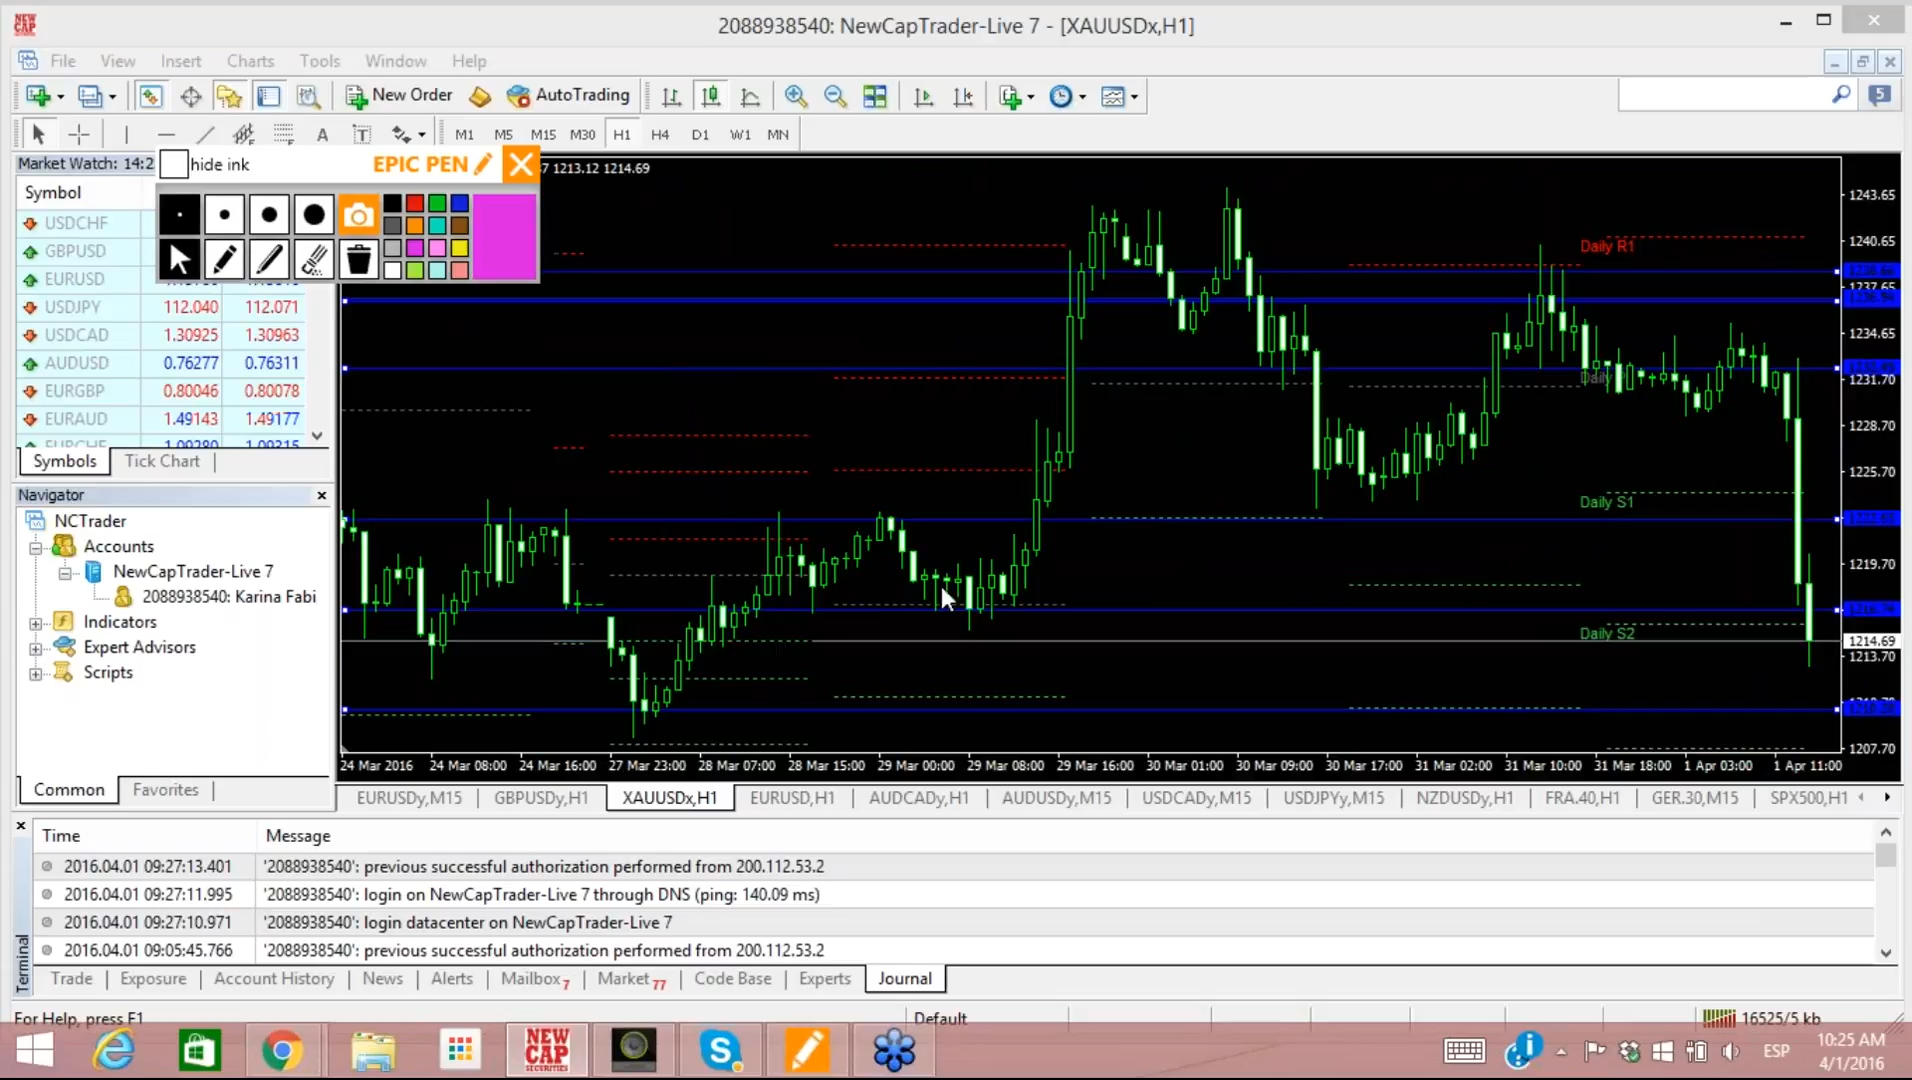 NEW CAP
2088938540: NewCapTrader-Live 7 - [XAUUSDx,H1]
File View Insert Charts Tools Window Help
New Order AutoTrading 5
A T M1 M5 M15 M30 H1 H4 D1 W1 MN
Market Watch: 14:2
hide ink EPIC PEN
7 1213.12 1214.69
Symbol
USDCHF
GBPUSD
EURUSD
USDJPY 112.040 112.071
USDCAD 1.30925 1.30963
AUDUSD 0.76277 0.76311
EURGBP 0.80046 0.80078
EURAUD 1.49143 1.49177
EURCHF 1.09280 1.09315
Symbols Tick Chart
Navigator
NCTrader
Accounts
NewCapTrader-Live 7
2088938540: Karina Fabi
Indicators
Expert Advisors
Scripts
Common Favorites
Daily R1
Daily
Daily S1
Daily S2
1243.65
1240.65
1237.65
1234.65
1231.70
1228.70
1225.70
1219.70
1214.69
1213.70
1207.70
24 Mar 2016 24 Mar 08:00 24 Mar 16:00 27 Mar 23:00 28 Mar 07:00 28 Mar 15:00 29 Mar 00:00 29 Mar 08:00 29 Mar 16:00 30 Mar 01:00 30 Mar 09:00 30 Mar 17:00 31 Mar 02:00 31 Mar 10:00 31 Mar 18:00 1 Apr 03:00 1 Apr 11:00
EURUSDy,M15 GBPUSDy,H1 XAUUSDx,H1 EURUSD,H1 AUDCADy,H1 AUDUSDy,M15 USDCADy,M15 USDJPYy,M15 NZDUSDy,H1 FRA.40,H1 GER.30,M15 SPX500,H1
Time Message
2016.04.01 09:27:13.401 '2088938540': previous successful authorization performed from 200.112.53.2
2016.04.01 09:27:11.995 '2088938540': login on NewCapTrader-Live 7 through DNS (ping: 140.09 ms)
2016.04.01 09:27:10.971 '2088938540': login datacenter on NewCapTrader-Live 7
2016.04.01 09:05:45.766 '2088938540': previous successful authorization performed from 200.112.53.2
Terminal
Trade Exposure Account History News Alerts Mailbox 7 Market 77 Code Base Experts Journal
For Help, press F1 Default 16525/5 kb
NEW CAP SECURITIES
ESP
10:25 AM
4/1/2016